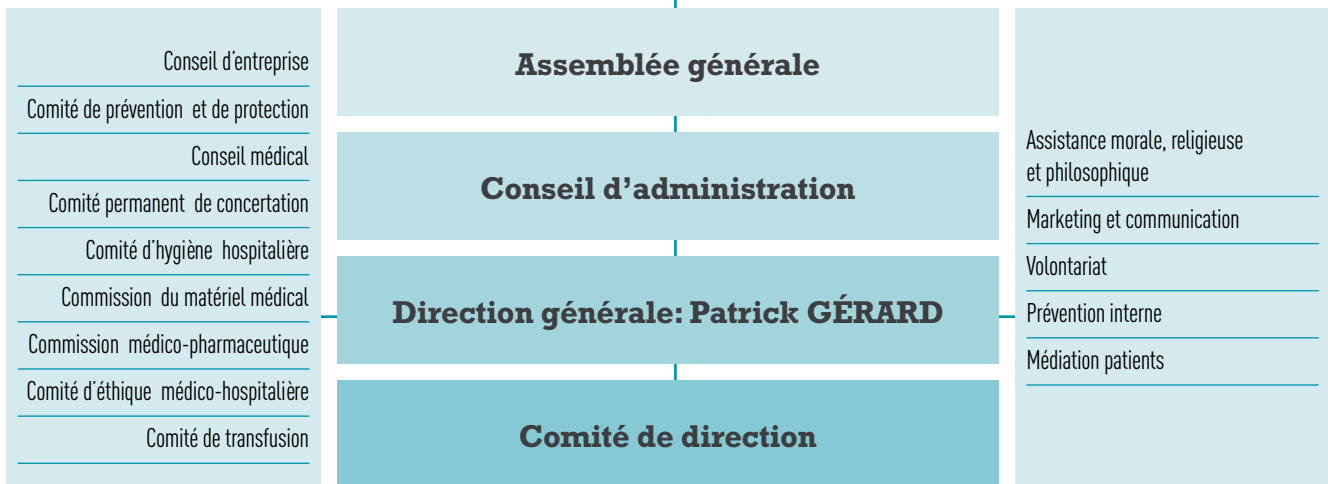 Conseil d'entreprise
Comité de prévention et de protection
Conseil médical
Comité permanent de concertation
Comité d'hygiène hospitalière
Commission du matériel médical
Commission médico-pharmaceutique
Comité d'éthique médico-hospitalière
Comité de transfusion
Assemblée générale
Conseil d'administration
Direction générale: Patrick GÉRARD
Comité de direction
Assistance morale, religieuse
et philosophique
Marketing et communication
Volontariat
Prévention interne
Médiation patients